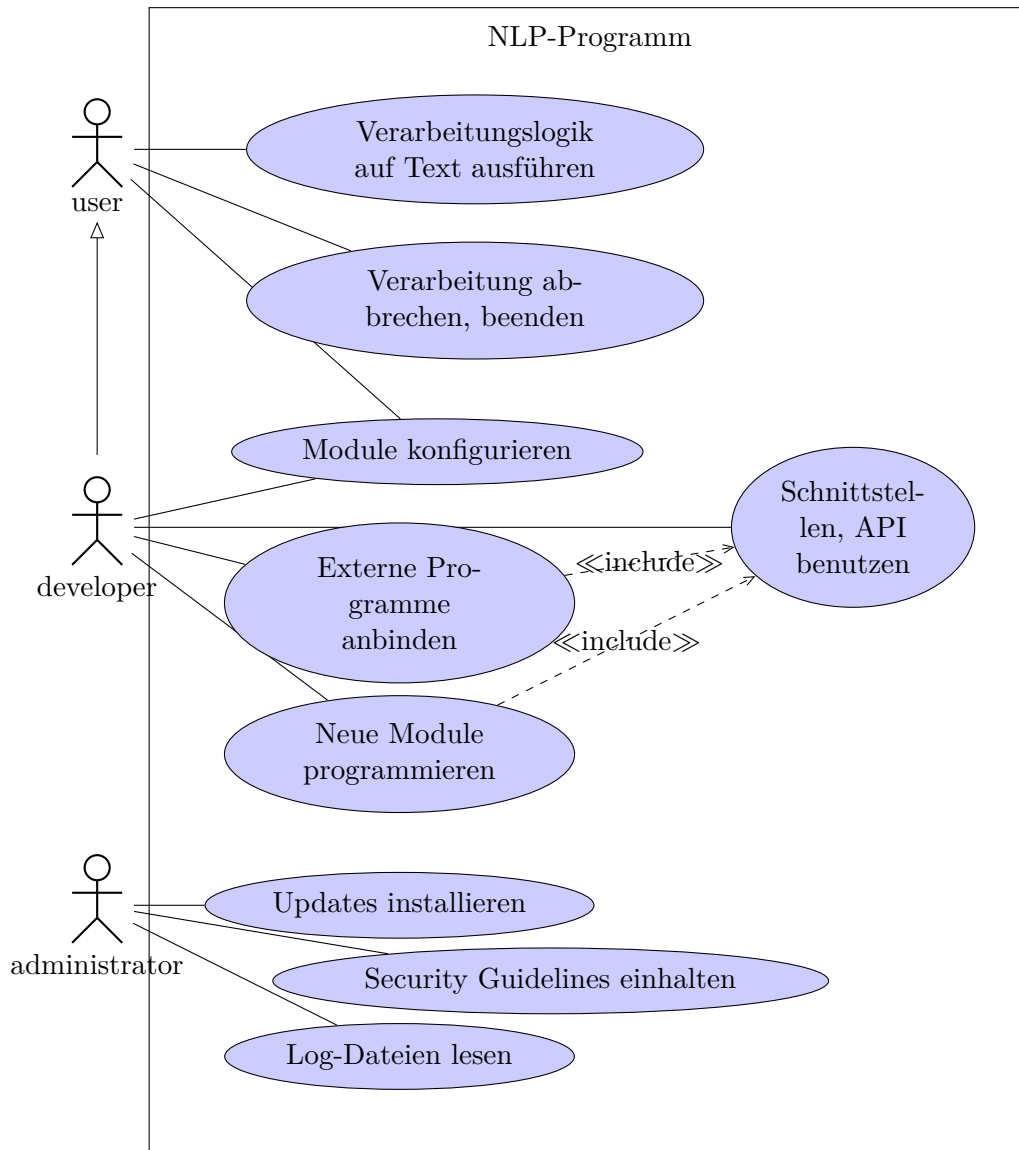 NLP-Programm
Verarbeitungslogik
auf Text ausführen
user
Verarbeitung ab-
brechen, beenden
Module konfigurieren
Schnittstel-
len, API
benutzen
≪include≫
Externe Pro-
gramme
anbinden
developer
≪include≫
Neue Module
programmieren
Updates installieren
administrator
Security Guidelines einhalten
Log-Dateien lesen